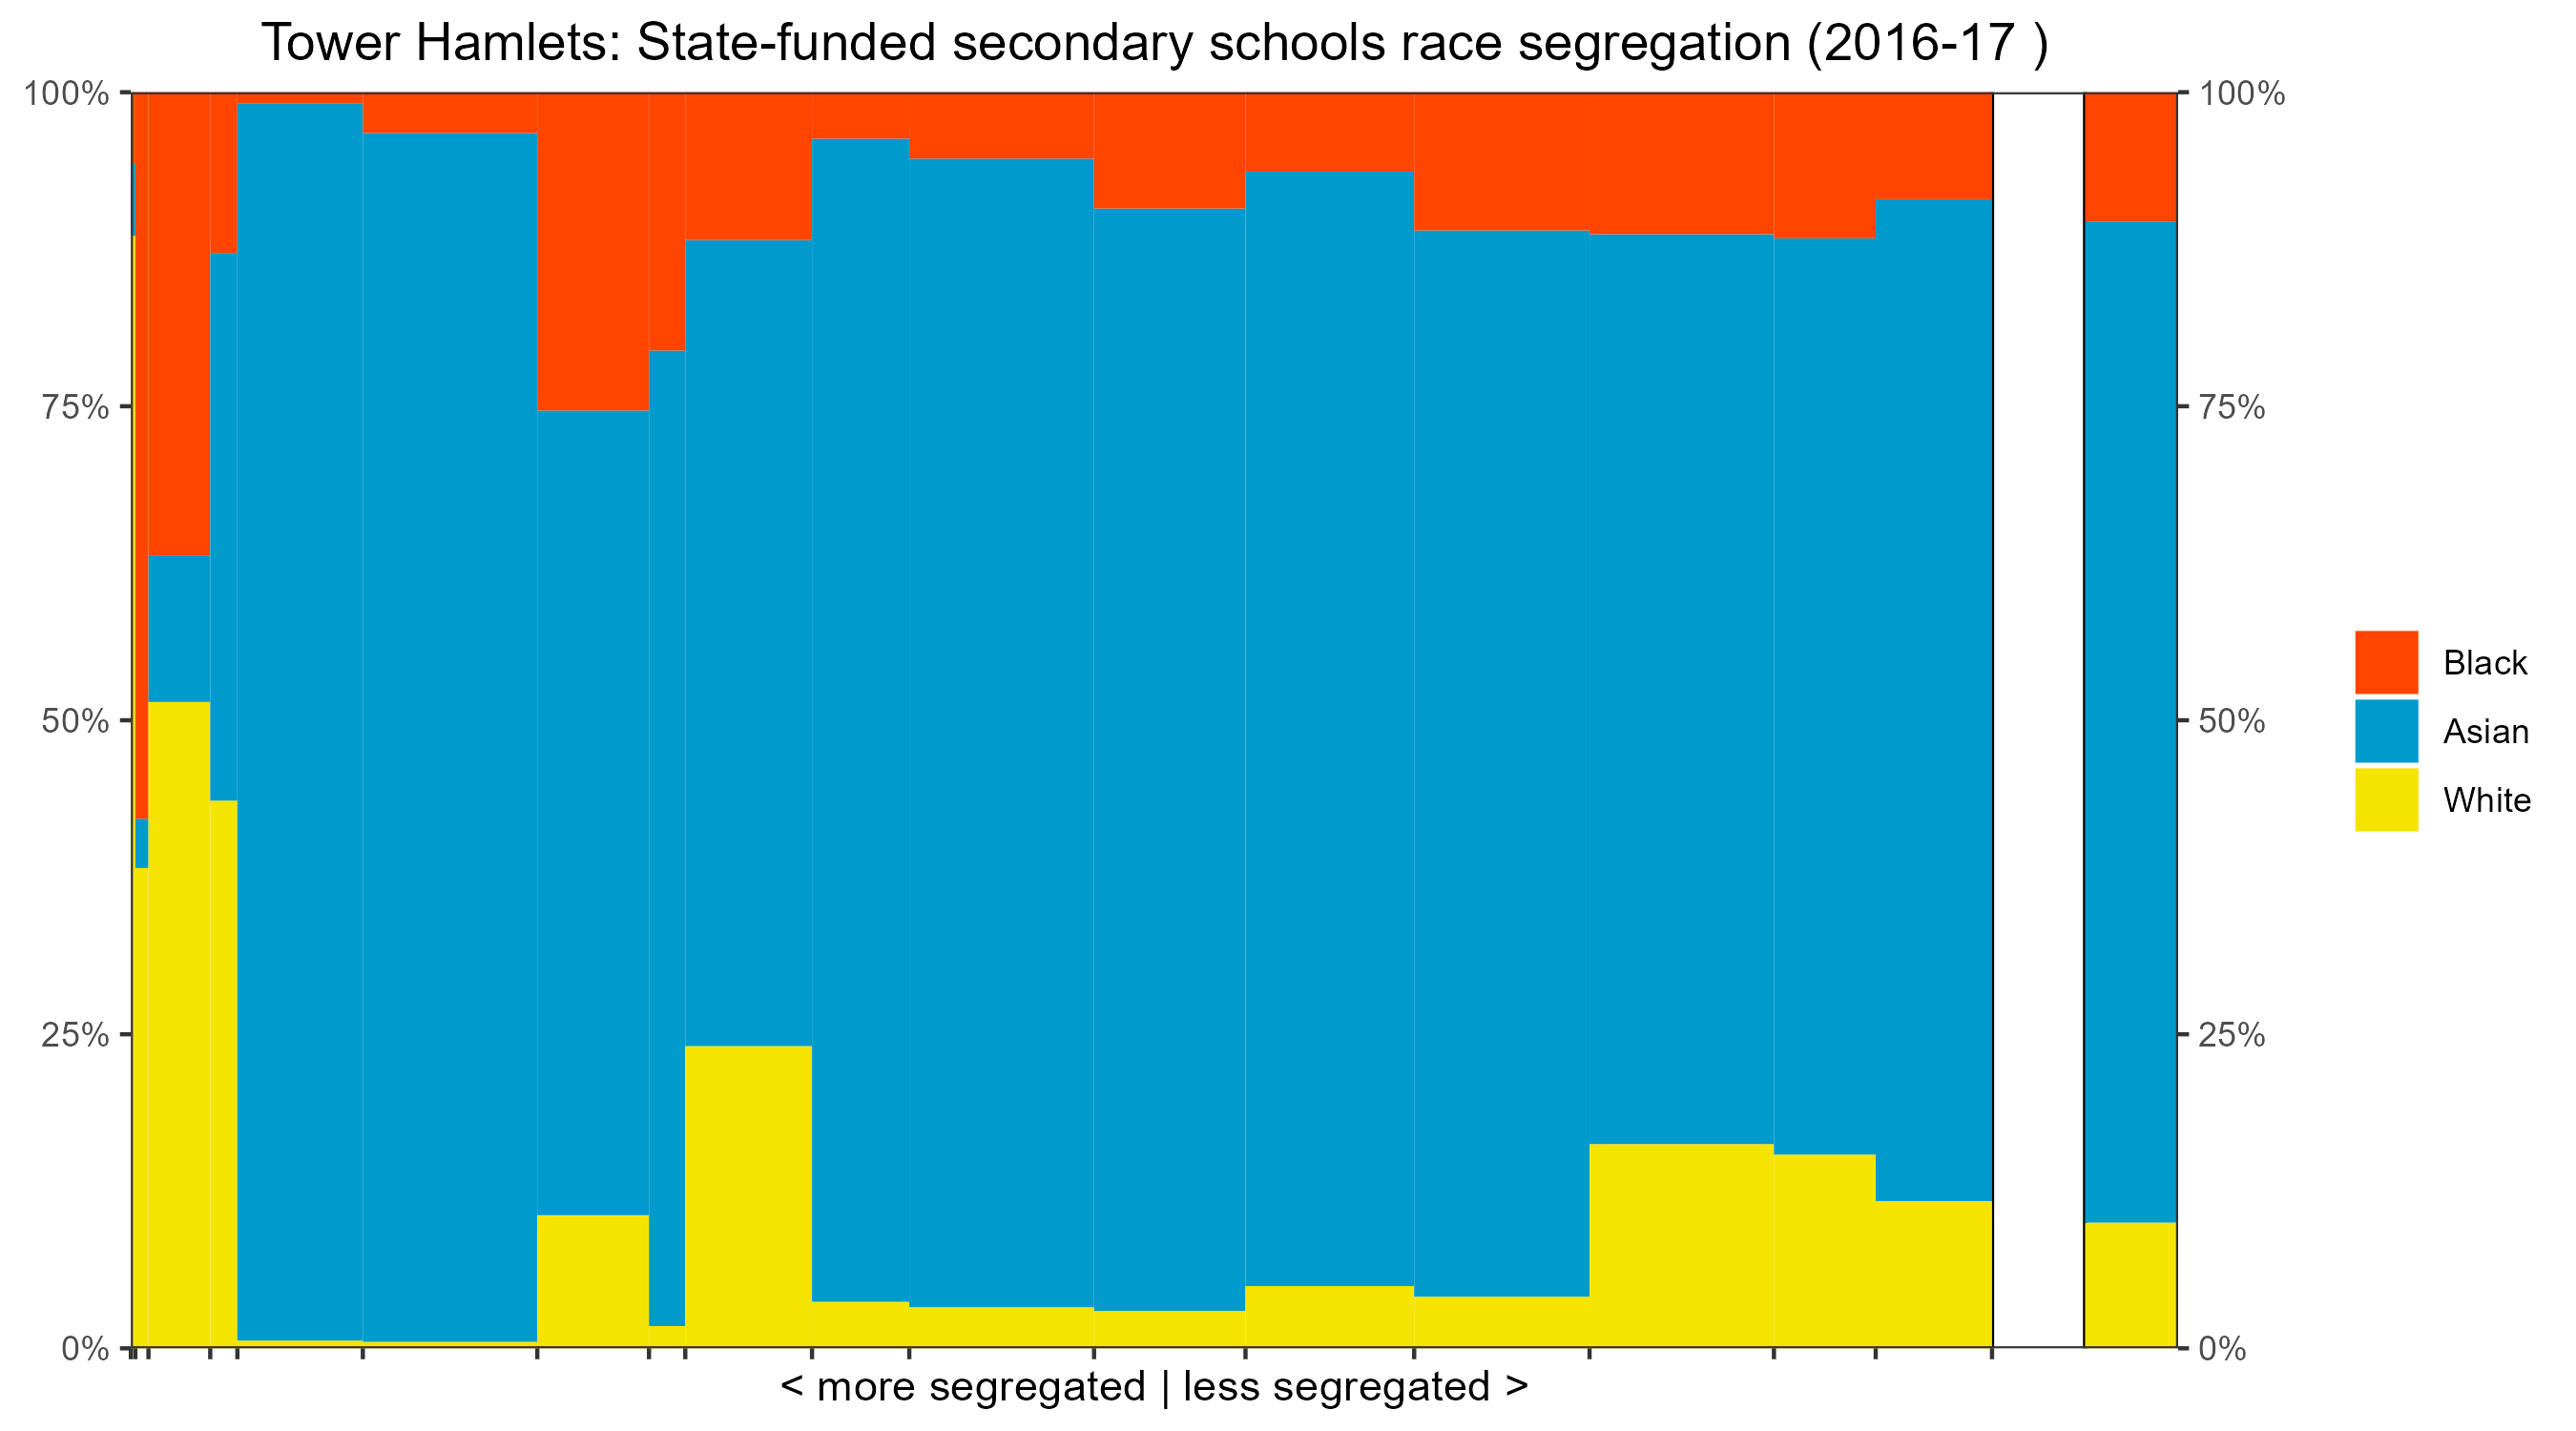 Tower Hamlets: State-funded secondary schools race segregation (2016-17 )
100%
75%
50%
25%
0%
100%
75%
50%
25%
0%
Black
Asian
White
< more segregated | less segregated >